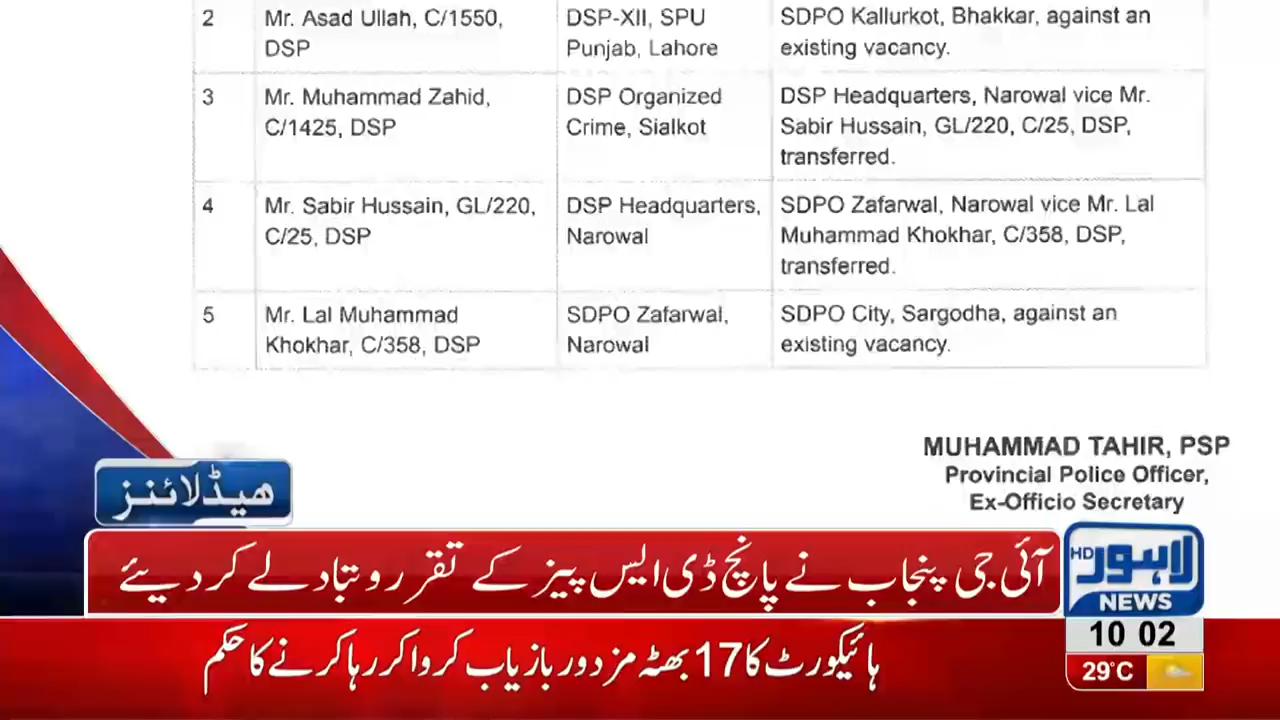 2 Mr. Asad Ullah, C/1550, DSP-XII, SPU SDPO Kallurkot, Bhakkar, against an
DSP Punjab, Lahore existing vacancy.
3 Mr. Muhammad Zahid, DSP Organized DSP Headquarters, Narowal vice Mr.
C/1425, DSP Crime, Sialkot Sabir Hussain, GL/220, C/25, DSP,
transferred.
4 Mr. Sabir Hussain, GL/220, DSP Headquarters, SDPO Zafarwal, Narowal vice Mr. Lal
C/25, DSP Narowal Muhammad Khokhar, C/358, DSP,
transferred.
5 Mr. Lal Muhammad SDPO Zafarwal, SDPO City, Sargodha, against an
Khokhar, C/358, DSP Narowal existing vacancy.
MUHAMMAD TAHIR, PSP
Provincial Police Officer,
Ex-Officio Secretary
ہیڈلائنز
آئی جی پنجاب نے پانچ ڈی ایس پیز کے تقرر و تبادلے کر دیئے
ہائیکورٹ کا 17 بھٹہ مزدور بازیاب کروا کر رہا کرنے کا حکم
لاہور HD
NEWS
10 02
29°C